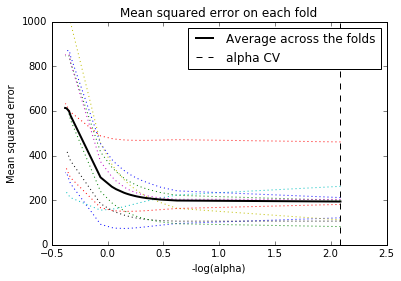 Mean squared error on each fold
1000
800
600
400
200
0
Mean squared error
Average across the folds
alpha CV
−0.5
0.0
0.5
1.0
1.5
2.0
2.5
-log(alpha)